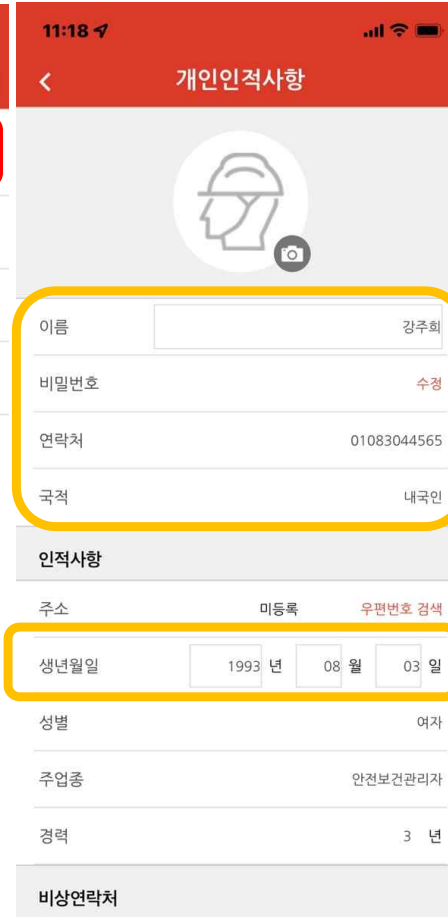 11:18
개인인적사항
이름 강주희
비밀번호 수정
연락처 01083044565
국적 내국인
인적사항
주소 미등록 우편번호 검색
생년월일 1993 년 08 월 03 일
성별 여자
주업종 안전보건관리자
경력 3 년
비상연락처